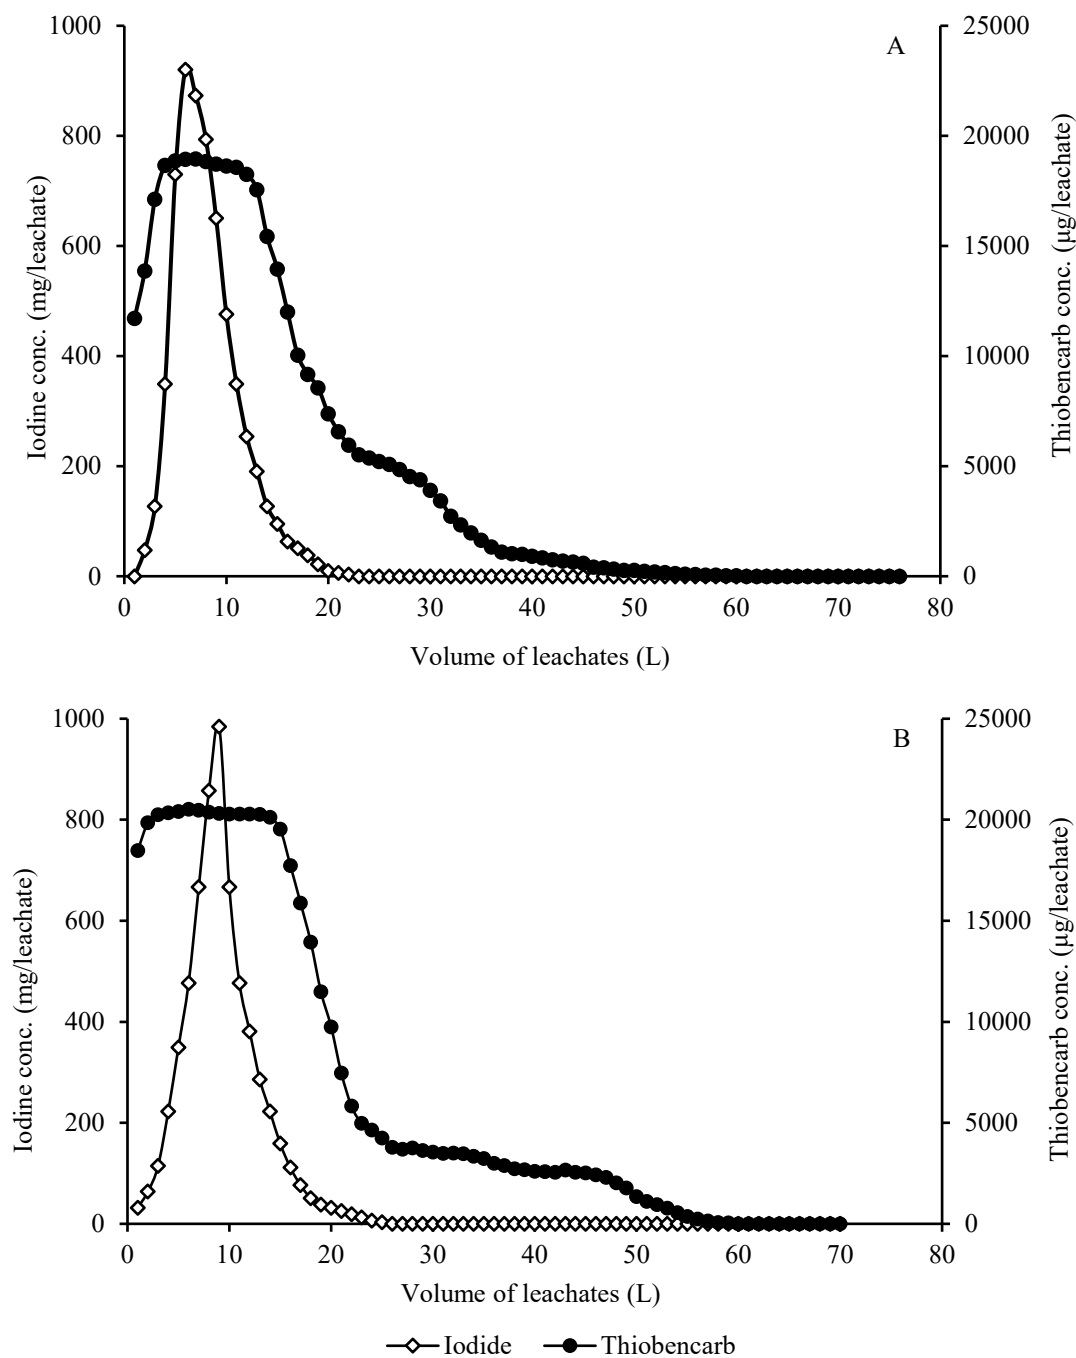 A
1000
800
600
400
200
0
25000
20000
15000
10000
5000
0
0 10 20 30 40 50 60 70 80
Iodine conc. (mg/leachate)
Thiobencarb conc. (µg/leachate)
Volume of leachates (L)
B
1000
800
600
400
200
0
25000
20000
15000
10000
5000
0
0 10 20 30 40 50 60 70 80
Iodine conc. (mg/leachate)
Thiobencarb conc. (µg/leachate)
Volume of leachates (L)
Iodide Thiobencarb